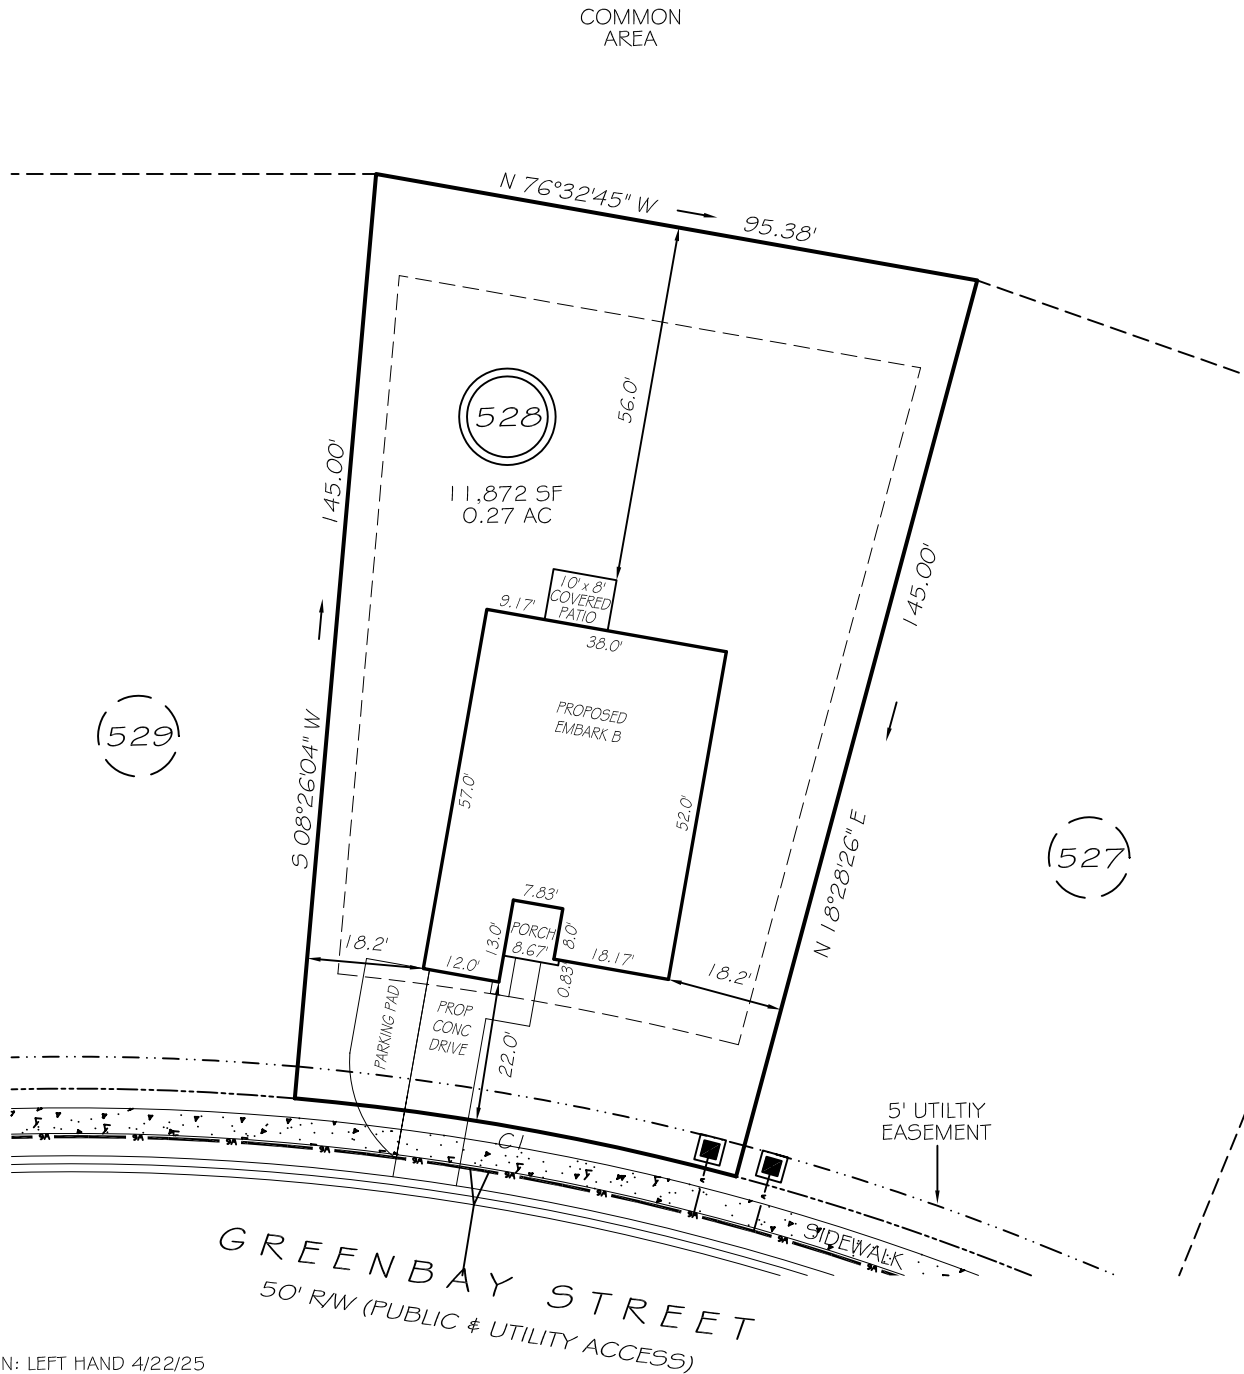 COMMON
AREA
N 76°32'45" W
95.38'
528
11,872 SF
0.27 AC
56.0'
145.00'
145.00'
10' x 8'
COVERED
PATIO
9.17'
38.0'
PROPOSED
EMBARK B
S 08°26'04" W
529
57.0'
52.0'
527
N 18°28'26" E
7.83'
PORCH
8.67'
13.0'
8.0'
18.2'
12.0'
18.17'
18.2'
0.83'
PARKING PAD
PROP
CONC
DRIVE
22.0'
5' UTILTIY
EASEMENT
C1
SIDEWALK
GREENBAY STREET
50' R/W (PUBLIC & UTILITY ACCESS)
N: LEFT HAND 4/22/25